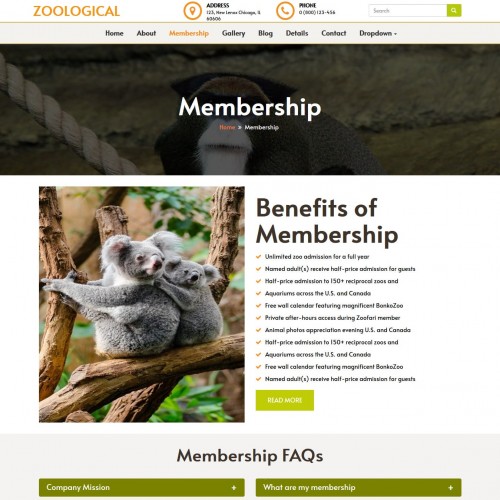 ZOOLOGICAL
ADDRESS
123, New Lenox Chicago, IL
60606
PHONE
0 (800) 123-456
Search
Home About Membership Gallery Blog Details Contact Dropdown
Membership
Home » Membership
Benefits of
Membership
Unlimited zoo admission for a full year
Named adult(s) receive half-price admission for guests
Half-price admission to 150+ reciprocal zoos and
Aquariums across the U.S. and Canada
Free wall calendar featuring magnificent BonkoZoo
Private after-hours access during Zoofari member
Animal photos appreciation evening U.S. and Canada
Half-price admission to 150+ reciprocal zoos and
Aquariums across the U.S. and Canada
Free wall calendar featuring magnificent BonkoZoo
Named adult(s) receive half-price admission for guests
READ MORE
Membership FAQs
Company Mission +
What are my membership +